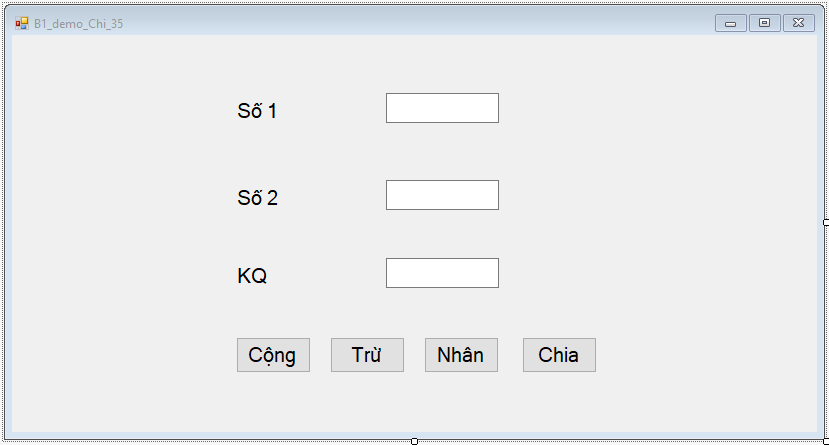 B1_demo_Chi_35
Số 1
Số 2
KQ
Cộng Trừ Nhân Chia